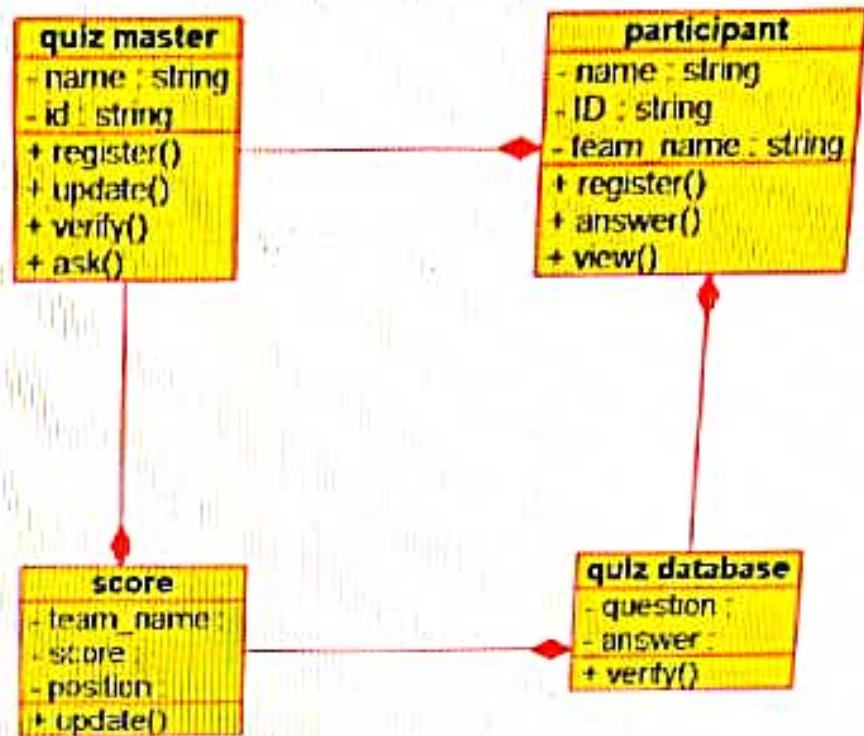 quiz master
- name : string
- id : string
+ register()
+ update()
+ verify()
+ ask()
participant
- name : string
- ID : string
- team_name : string
+ register()
+ answer()
+ view()
score
- team_name :
- score
- position
+ update()
quiz database
- question :
- answer :
+ verify()